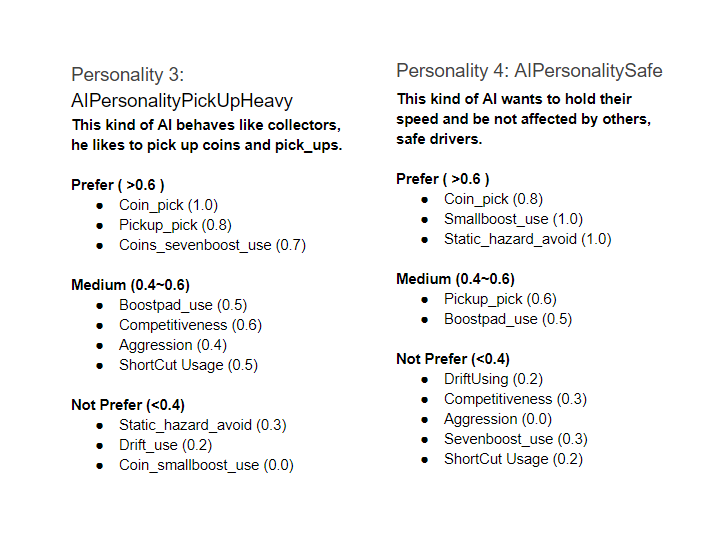 Personality 3:
AIPersonalityPickUpHeavy
This kind of AI behaves like collectors,
he likes to pick up coins and pick_ups.
Prefer ( >0.6 )
● Coin_pick (1.0)
● Pickup_pick (0.8)
● Coins_sevenboost_use (0.7)
Medium (0.4~0.6)
● Boostpad_use (0.5)
● Competitiveness (0.6)
● Aggression (0.4)
● ShortCut Usage (0.5)
Not Prefer (<0.4)
● Static_hazard_avoid (0.3)
● Drift_use (0.2)
● Coin_smallboost_use (0.0)
Personality 4: AIPersonalitySafe
This kind of AI wants to hold their
speed and be not affected by others,
safe drivers.
Prefer ( >0.6 )
● Coin_pick (0.8)
● Smallboost_use (1.0)
● Static_hazard_avoid (1.0)
Medium (0.4~0.6)
● Pickup_pick (0.6)
● Boostpad_use (0.5)
Not Prefer (<0.4)
● DriftUsing (0.2)
● Competitiveness (0.3)
● Aggression (0.0)
● Sevenboost_use (0.3)
● ShortCut Usage (0.2)